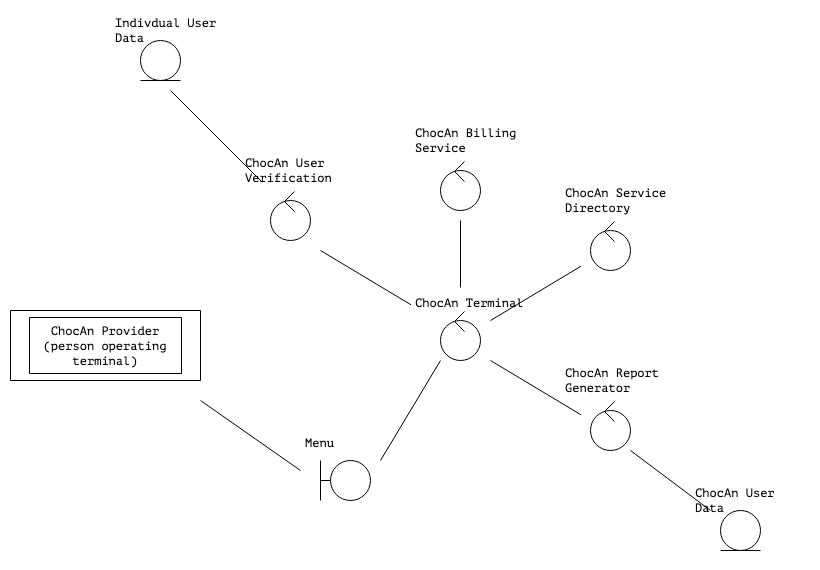 Indivdual User
Data
ChocAn Billing
Service
ChocAn User
Verification
ChocAn Service
Directory
ChocAn Terminal
ChocAn Provider
(person operating
terminal)
ChocAn Report
Generator
Menu
ChocAn User
Data